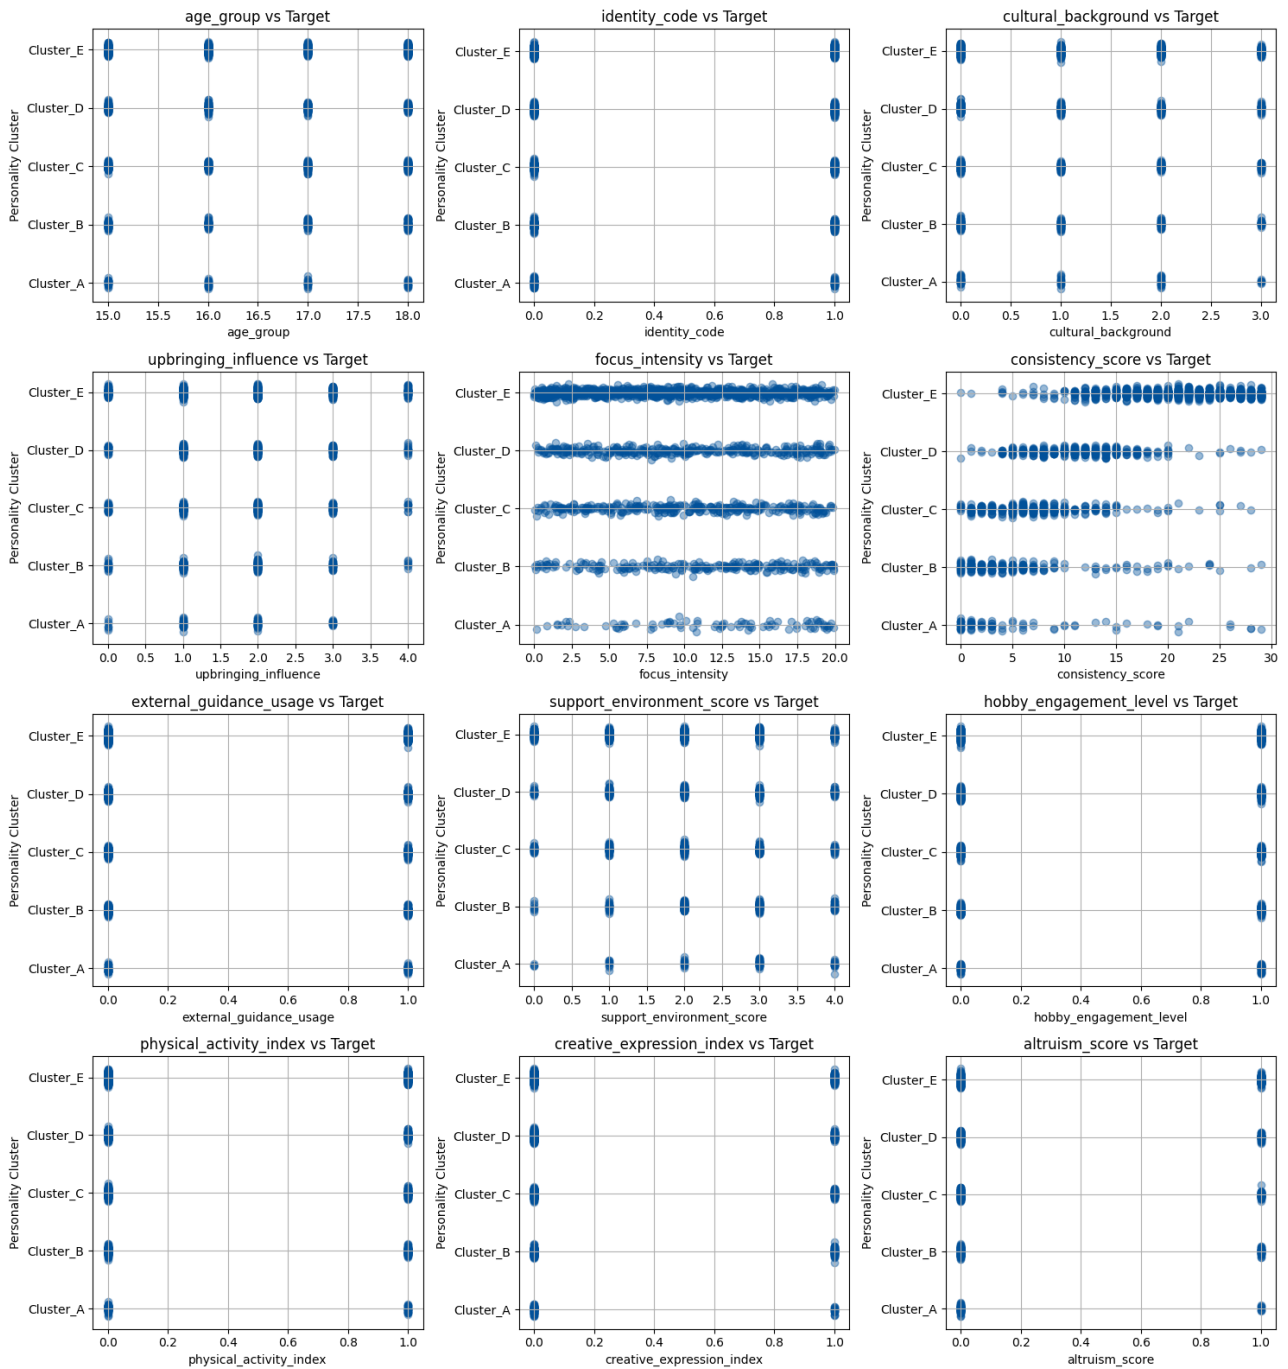 age_group vs Target
identity_code vs Target
cultural_background vs Target
Personality Cluster
Cluster_E
Cluster_D
Cluster_C
Cluster_B
Cluster_A
15.0 15.5 16.0 16.5 17.0 17.5 18.0
age_group
Personality Cluster
Cluster_E
Cluster_D
Cluster_C
Cluster_B
Cluster_A
0.0 0.2 0.4 0.6 0.8 1.0
identity_code
Personality Cluster
Cluster_E
Cluster_D
Cluster_C
Cluster_B
Cluster_A
0.0 0.5 1.0 1.5 2.0 2.5 3.0
cultural_background
upbringing_influence vs Target
focus_intensity vs Target
consistency_score vs Target
Personality Cluster
Cluster_E
Cluster_D
Cluster_C
Cluster_B
Cluster_A
0.0 0.5 1.0 1.5 2.0 2.5 3.0 3.5 4.0
upbringing_influence
Personality Cluster
Cluster_E
Cluster_D
Cluster_C
Cluster_B
Cluster_A
0.0 2.5 5.0 7.5 10.0 12.5 15.0 17.5 20.0
focus_intensity
Personality Cluster
Cluster_E
Cluster_D
Cluster_C
Cluster_B
Cluster_A
0 5 10 15 20 25 30
consistency_score
external_guidance_usage vs Target
support_environment_score vs Target
hobby_engagement_level vs Target
Personality Cluster
Cluster_E
Cluster_D
Cluster_C
Cluster_B
Cluster_A
0.0 0.2 0.4 0.6 0.8 1.0
external_guidance_usage
Personality Cluster
Cluster_E
Cluster_D
Cluster_C
Cluster_B
Cluster_A
0.0 0.5 1.0 1.5 2.0 2.5 3.0 3.5 4.0
support_environment_score
Personality Cluster
Cluster_E
Cluster_D
Cluster_C
Cluster_B
Cluster_A
0.0 0.2 0.4 0.6 0.8 1.0
hobby_engagement_level
physical_activity_index vs Target
creative_expression_index vs Target
altruism_score vs Target
Personality Cluster
Cluster_E
Cluster_D
Cluster_C
Cluster_B
Cluster_A
0.0 0.2 0.4 0.6 0.8 1.0
physical_activity_index
Personality Cluster
Cluster_E
Cluster_D
Cluster_C
Cluster_B
Cluster_A
0.0 0.2 0.4 0.6 0.8 1.0
creative_expression_index
Personality Cluster
Cluster_E
Cluster_D
Cluster_C
Cluster_B
Cluster_A
0.0 0.2 0.4 0.6 0.8 1.0
altruism_score